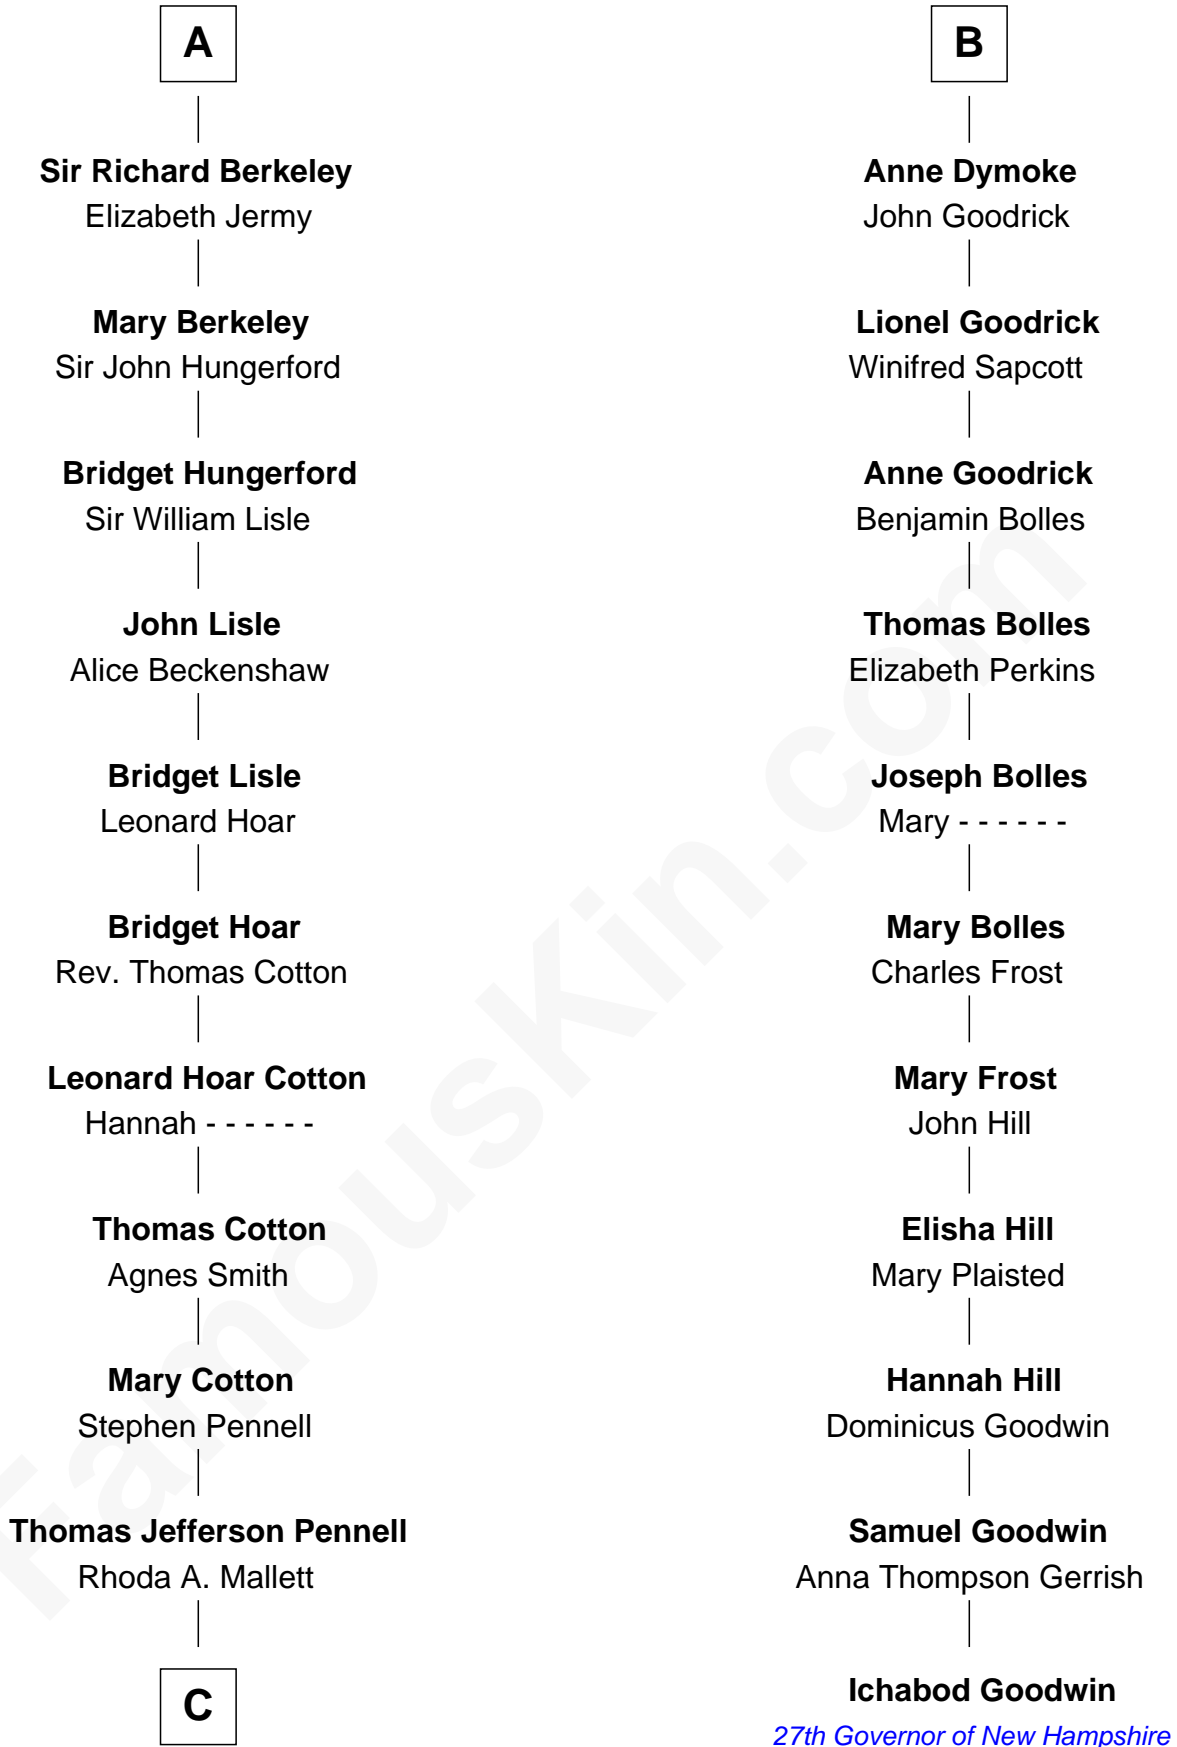 A
Sir Richard Berkeley
Elizabeth Jermy
Mary Berkeley
Sir John Hungerford
Bridget Hungerford
Sir William Lisle
John Lisle
Alice Beckenshaw
Bridget Lisle
Leonard Hoar
Bridget Hoar
Rev. Thomas Cotton
Leonard Hoar Cotton
Hannah - - - - - -
Thomas Cotton
Agnes Smith
Mary Cotton
Stephen Pennell
Thomas Jefferson Pennell
Rhoda A. Mallett
C
B
Anne Dymoke
John Goodrick
Lionel Goodrick
Winifred Sapcott
Anne Goodrick
Benjamin Bolles
Thomas Bolles
Elizabeth Perkins
Joseph Bolles
Mary - - - - - -
Mary Bolles
Charles Frost
Mary Frost
John Hill
Elisha Hill
Mary Plaisted
Hannah Hill
Dominicus Goodwin
Samuel Goodwin
Anna Thompson Gerrish
Ichabod Goodwin
27th Governor of New Hampshire
FamousKin.com